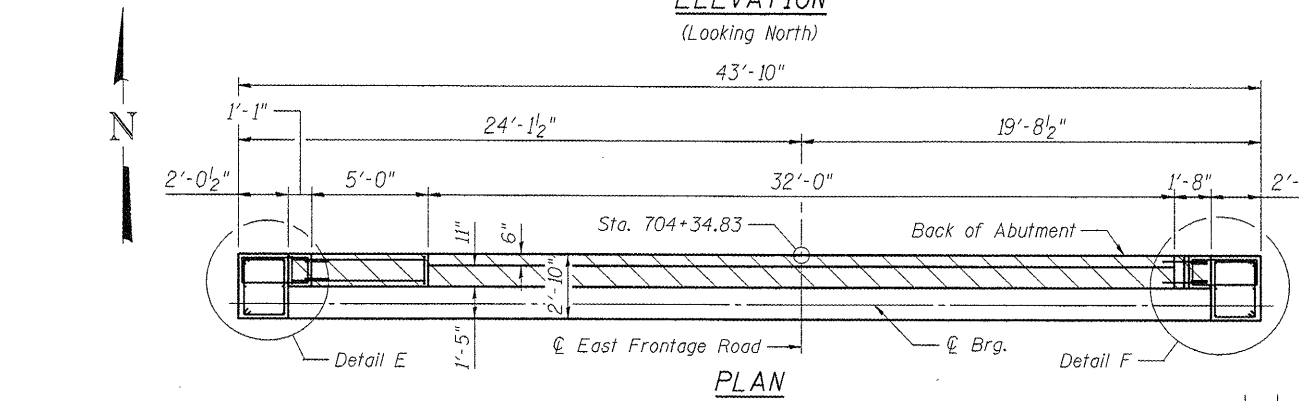 ELEVATION
(Looking North)
43'-10"
N
1'-1"
24'-1½"
19'-8½"
2'-0½"
5'-0"
32'-0"
1'-8"
2'-
Sta. 704+34.83
Back of Abutment
11"
6"
2'-10"
1'-5"
Detail E
℄ East Frontage Road
℄ Brg.
Detail F
PLAN